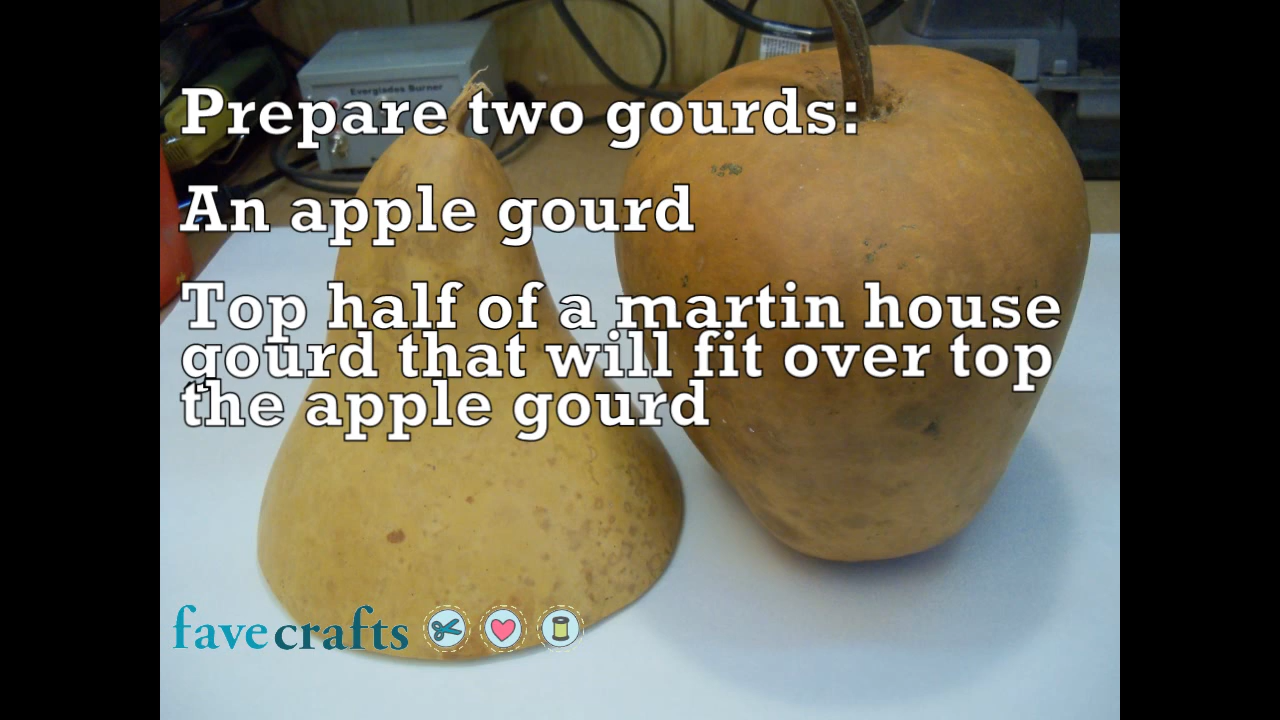 Everglades Burner
Prepare two gourds:
An apple gourd
Top half of a martin house
gourd that will fit over top
the apple gourd
favecrafts